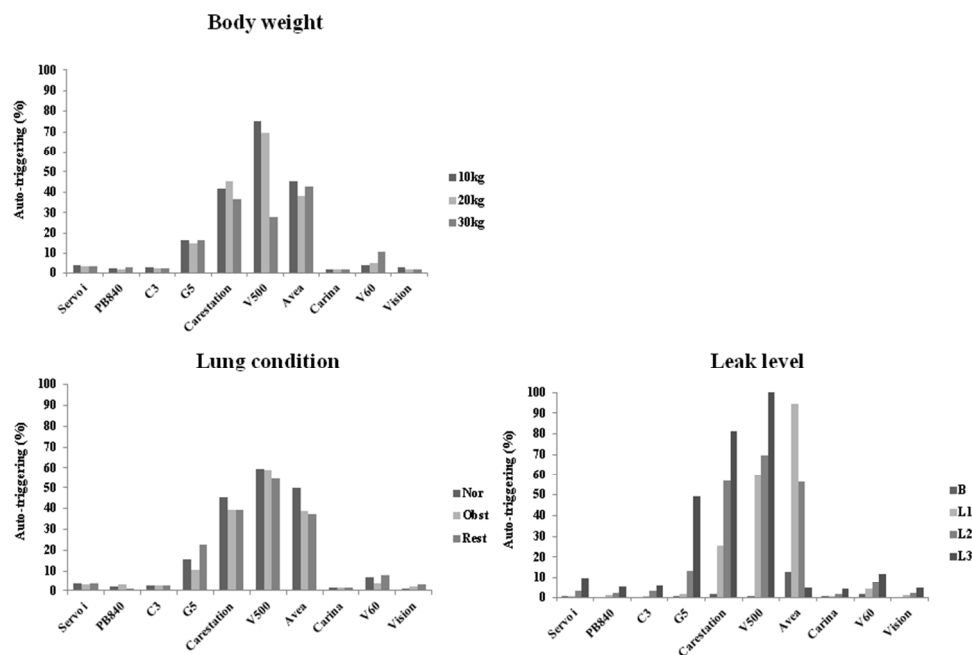 Body weight
Auto-triggering (%)
100
90
80
70
60
50
40
30
20
10
0
Servo i
PB840
C3
G5
Carestation
V500
Avea
Carina
V60
Vision
10kg
20kg
30kg
Lung condition
Auto-triggering (%)
100
90
80
70
60
50
40
30
20
10
0
Servo i
PB840
C3
G5
Carestation
V500
Avea
Carina
V60
Vision
Nor
Obst
Rest
Leak level
Auto-triggering (%)
100
90
80
70
60
50
40
30
20
10
0
Servo i
PB840
C3
G5
Carestation
V500
Avea
Carina
V60
Vision
B
L1
L2
L3